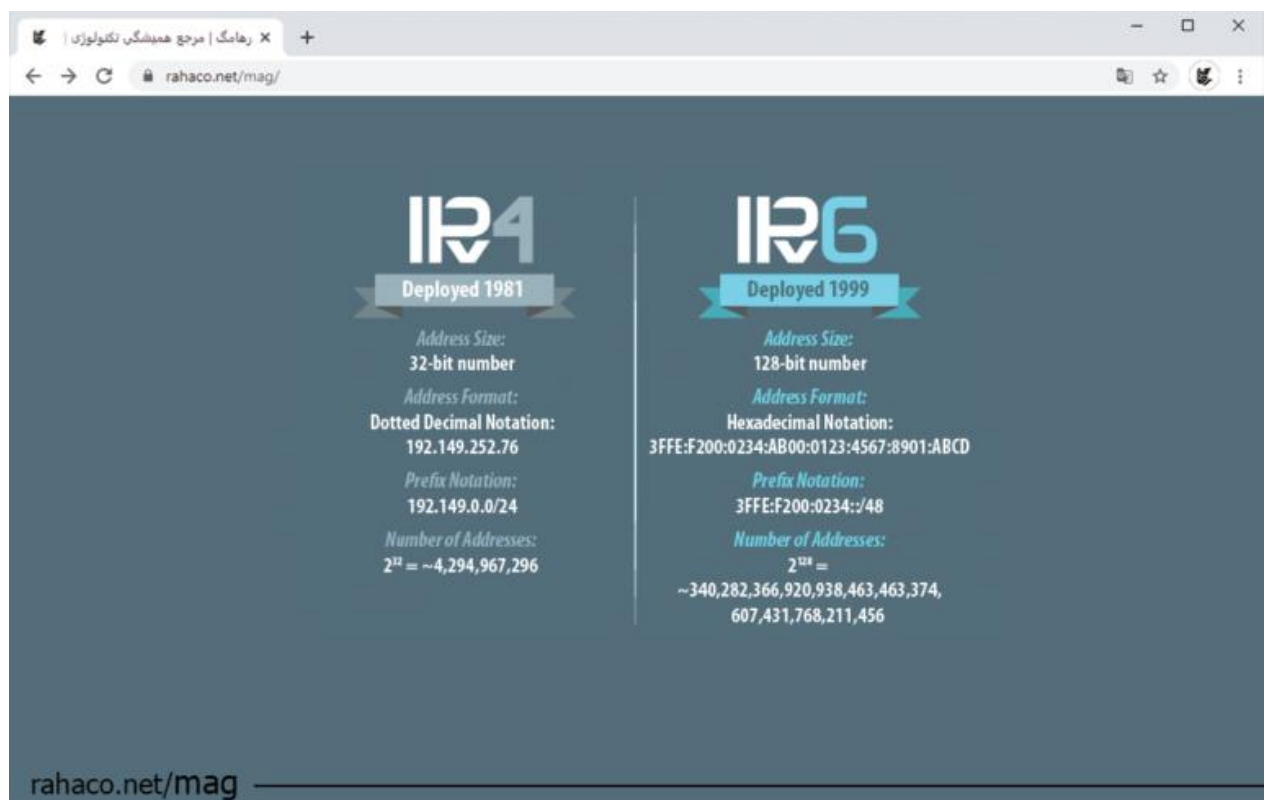 رهامگ | مرجع همیشگی تکنولوژی |
rahaco.net/mag/
IPv4
Deployed 1981
Address Size:
32-bit number
Address Format:
Dotted Decimal Notation:
192.149.252.76
Prefix Notation:
192.149.0.0/24
Number of Addresses:
2³² = ~4,294,967,296
IPv6
Deployed 1999
Address Size:
128-bit number
Address Format:
Hexadecimal Notation:
3FFE:F200:0234:AB00:0123:4567:8901:ABCD
Prefix Notation:
3FFE:F200:0234::/48
Number of Addresses:
2¹²⁸ =
~340,282,366,920,938,463,463,374,
607,431,768,211,456
rahaco.net/mag